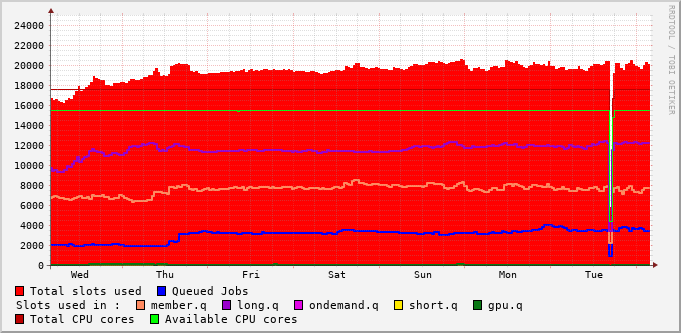 24000
22000
20000
18000
16000
14000
12000
10000
8000
6000
4000
2000
0
Wed Thu Fri Sat Sun Mon Tue
RRDTOOL / TOBI OETIKER
Total slots used Queued Jobs
Slots used in : member.q long.q ondemand.q short.q gpu.q
Total CPU cores Available CPU cores